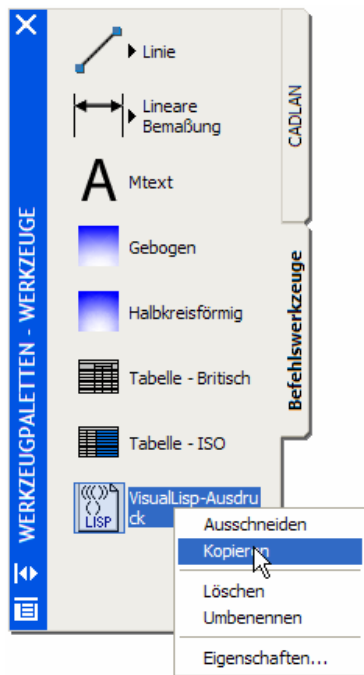 Linie
Lineare
Bemaßung
A Mtext
Gebogen
Halbkreisförmig
Tabelle - Britisch
Tabelle - ISO
LISP
VisualLisp-Ausdru
ck
Ausschneiden
Kopieren
Löschen
Umbenennen
Eigenschaften...
CADLAN
Befehlswerkzeuge
WERKZEUGPALETTEN - WERKZEUGE